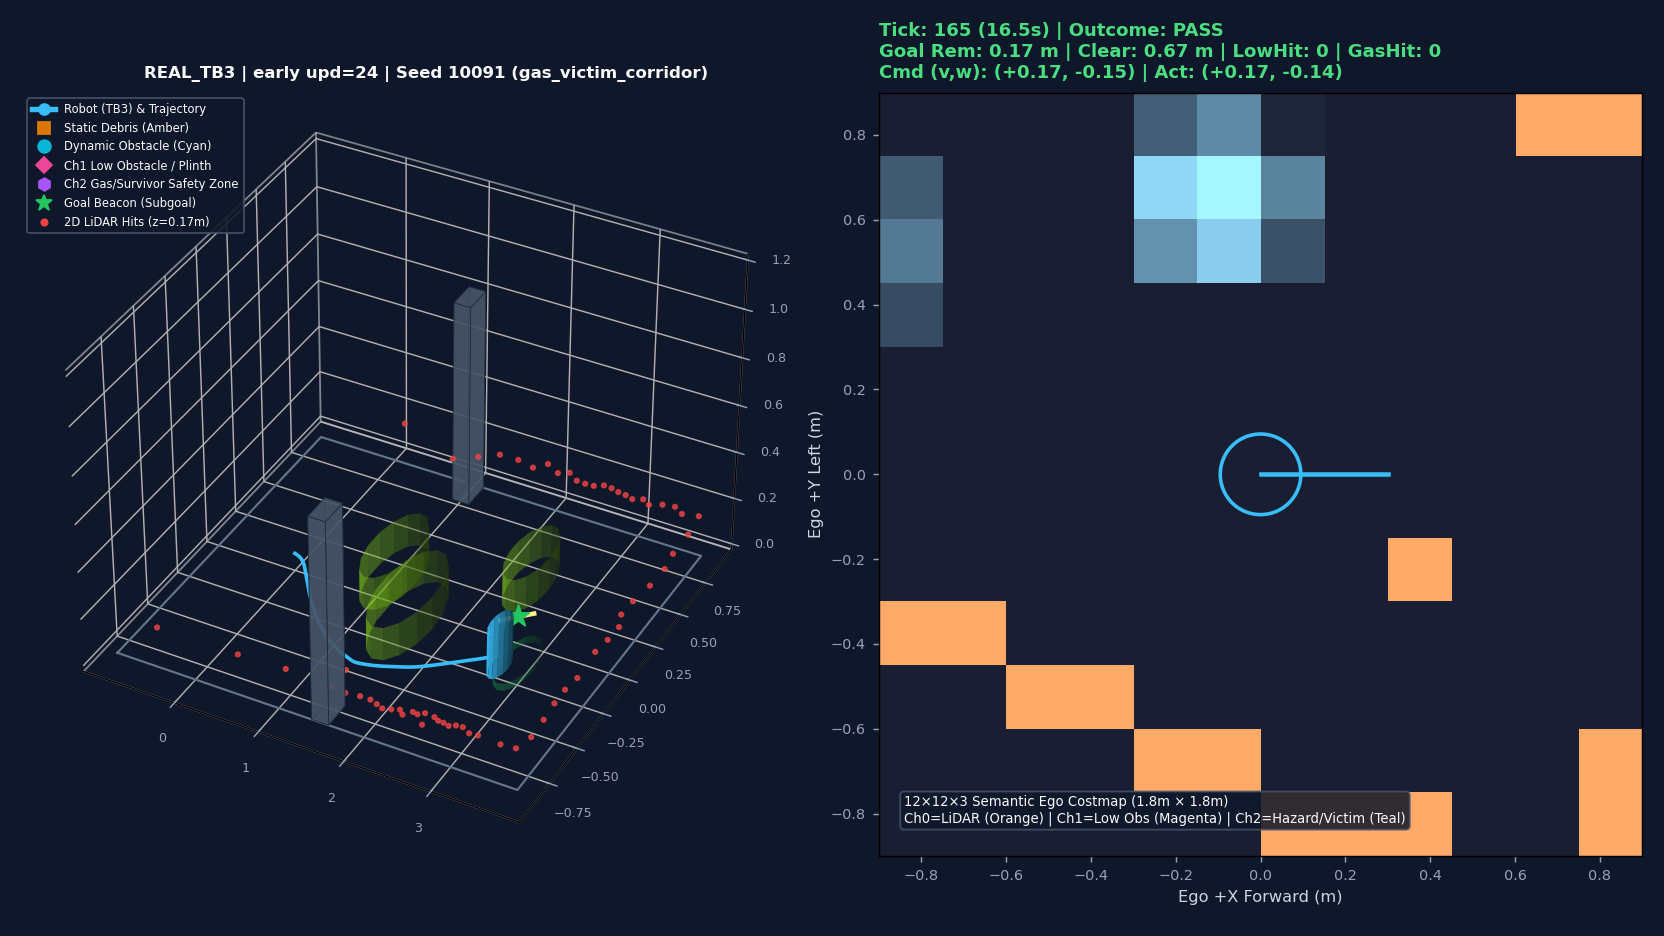 REAL_TB3 | early upd=24 | Seed 10091 (gas_victim_corridor)
Robot (TB3) & Trajectory
Static Debris (Amber)
Dynamic Obstacle (Cyan)
Ch1 Low Obstacle / Plinth
Ch2 Gas/Survivor Safety Zone
Goal Beacon (Subgoal)
2D LiDAR Hits (z=0.17m)
1.2
1.0
0.8
0.6
0.4
0.2
0.0
0.75
0.50
0.25
0.00
−0.25
−0.50
−0.75
0
1
2
3
Tick: 165 (16.5s) | Outcome: PASS
Goal Rem: 0.17 m | Clear: 0.67 m | LowHit: 0 | GasHit: 0
Cmd (v,w): (+0.17, -0.15) | Act: (+0.17, -0.14)
Ego +Y Left (m)
0.8
0.6
0.4
0.2
0.0
−0.2
−0.4
−0.6
−0.8
12×12×3 Semantic Ego Costmap (1.8m × 1.8m)
Ch0=LiDAR (Orange) | Ch1=Low Obs (Magenta) | Ch2=Hazard/Victim (Teal)
−0.8
−0.6
−0.4
−0.2
0.0
0.2
0.4
0.6
0.8
Ego +X Forward (m)